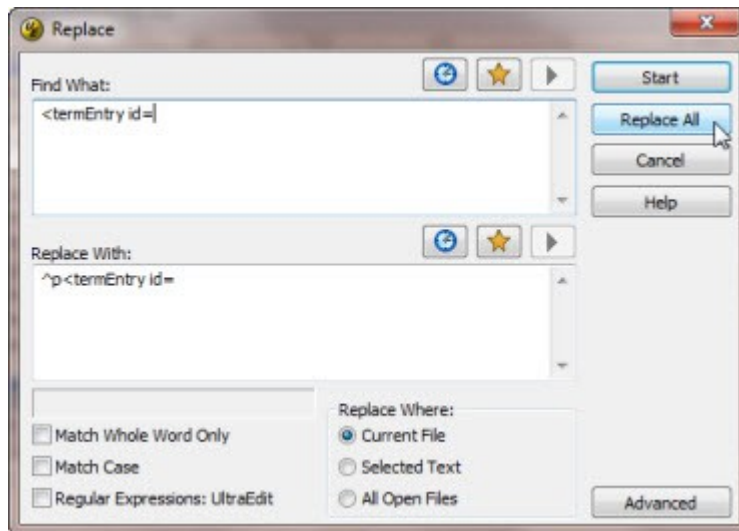 Replace
Find What:
Start
<termEntry id=
Replace All
Cancel
Help
Replace With:
^p<termEntry id=
Replace Where:
Match Whole Word Only
Current File
Match Case
Selected Text
Regular Expressions: UltraEdit
All Open Files
Advanced